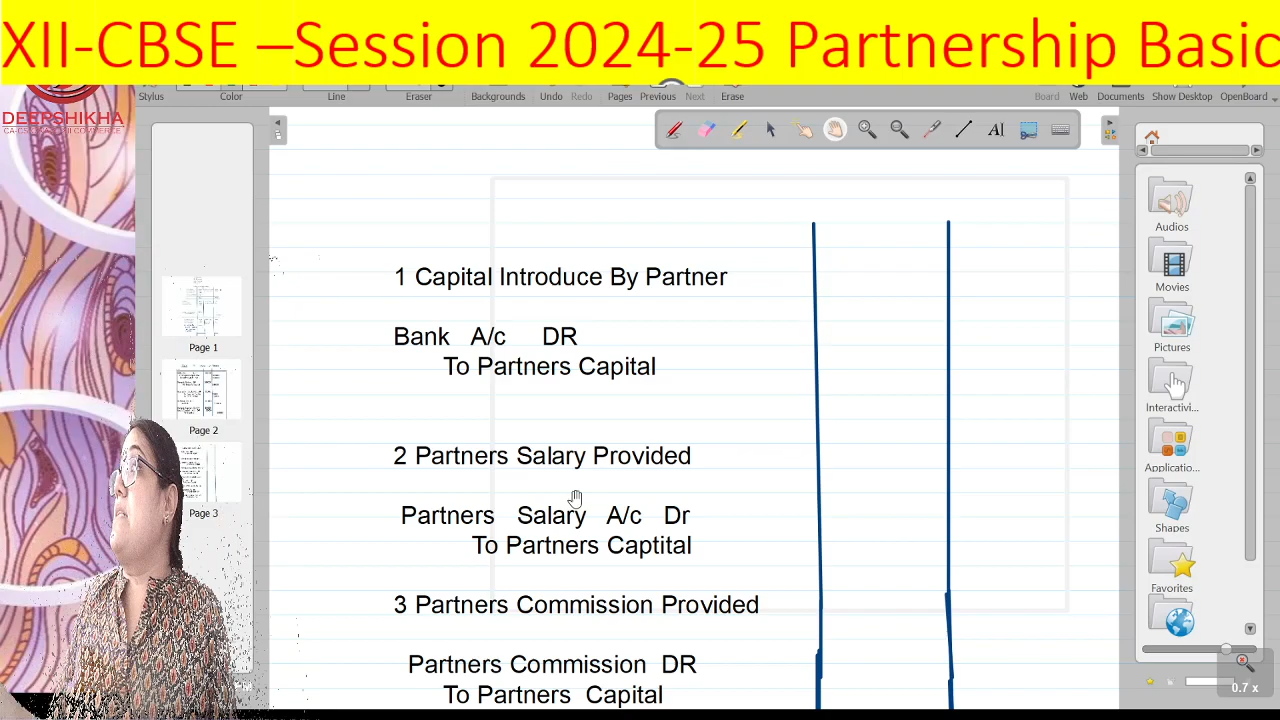 XII-CBSE –Session 2024-25 Partnership Basic
Stylus Color Line Eraser Backgrounds Undo Redo Pages Previous Next Erase Board Web Documents Show Desktop OpenBoard
DEEPSHIKHA
Page 1
Page 2
Page 3
1 Capital Introduce By Partner
Bank A/c DR
To Partners Capital
2 Partners Salary Provided
Partners Salary A/c Dr
To Partners Captital
3 Partners Commission Provided
Partners Commission DR
To Partners Capital
Audios
Movies
Pictures
Interactivi...
Applicatio...
Shapes
Favorites
0.7 x